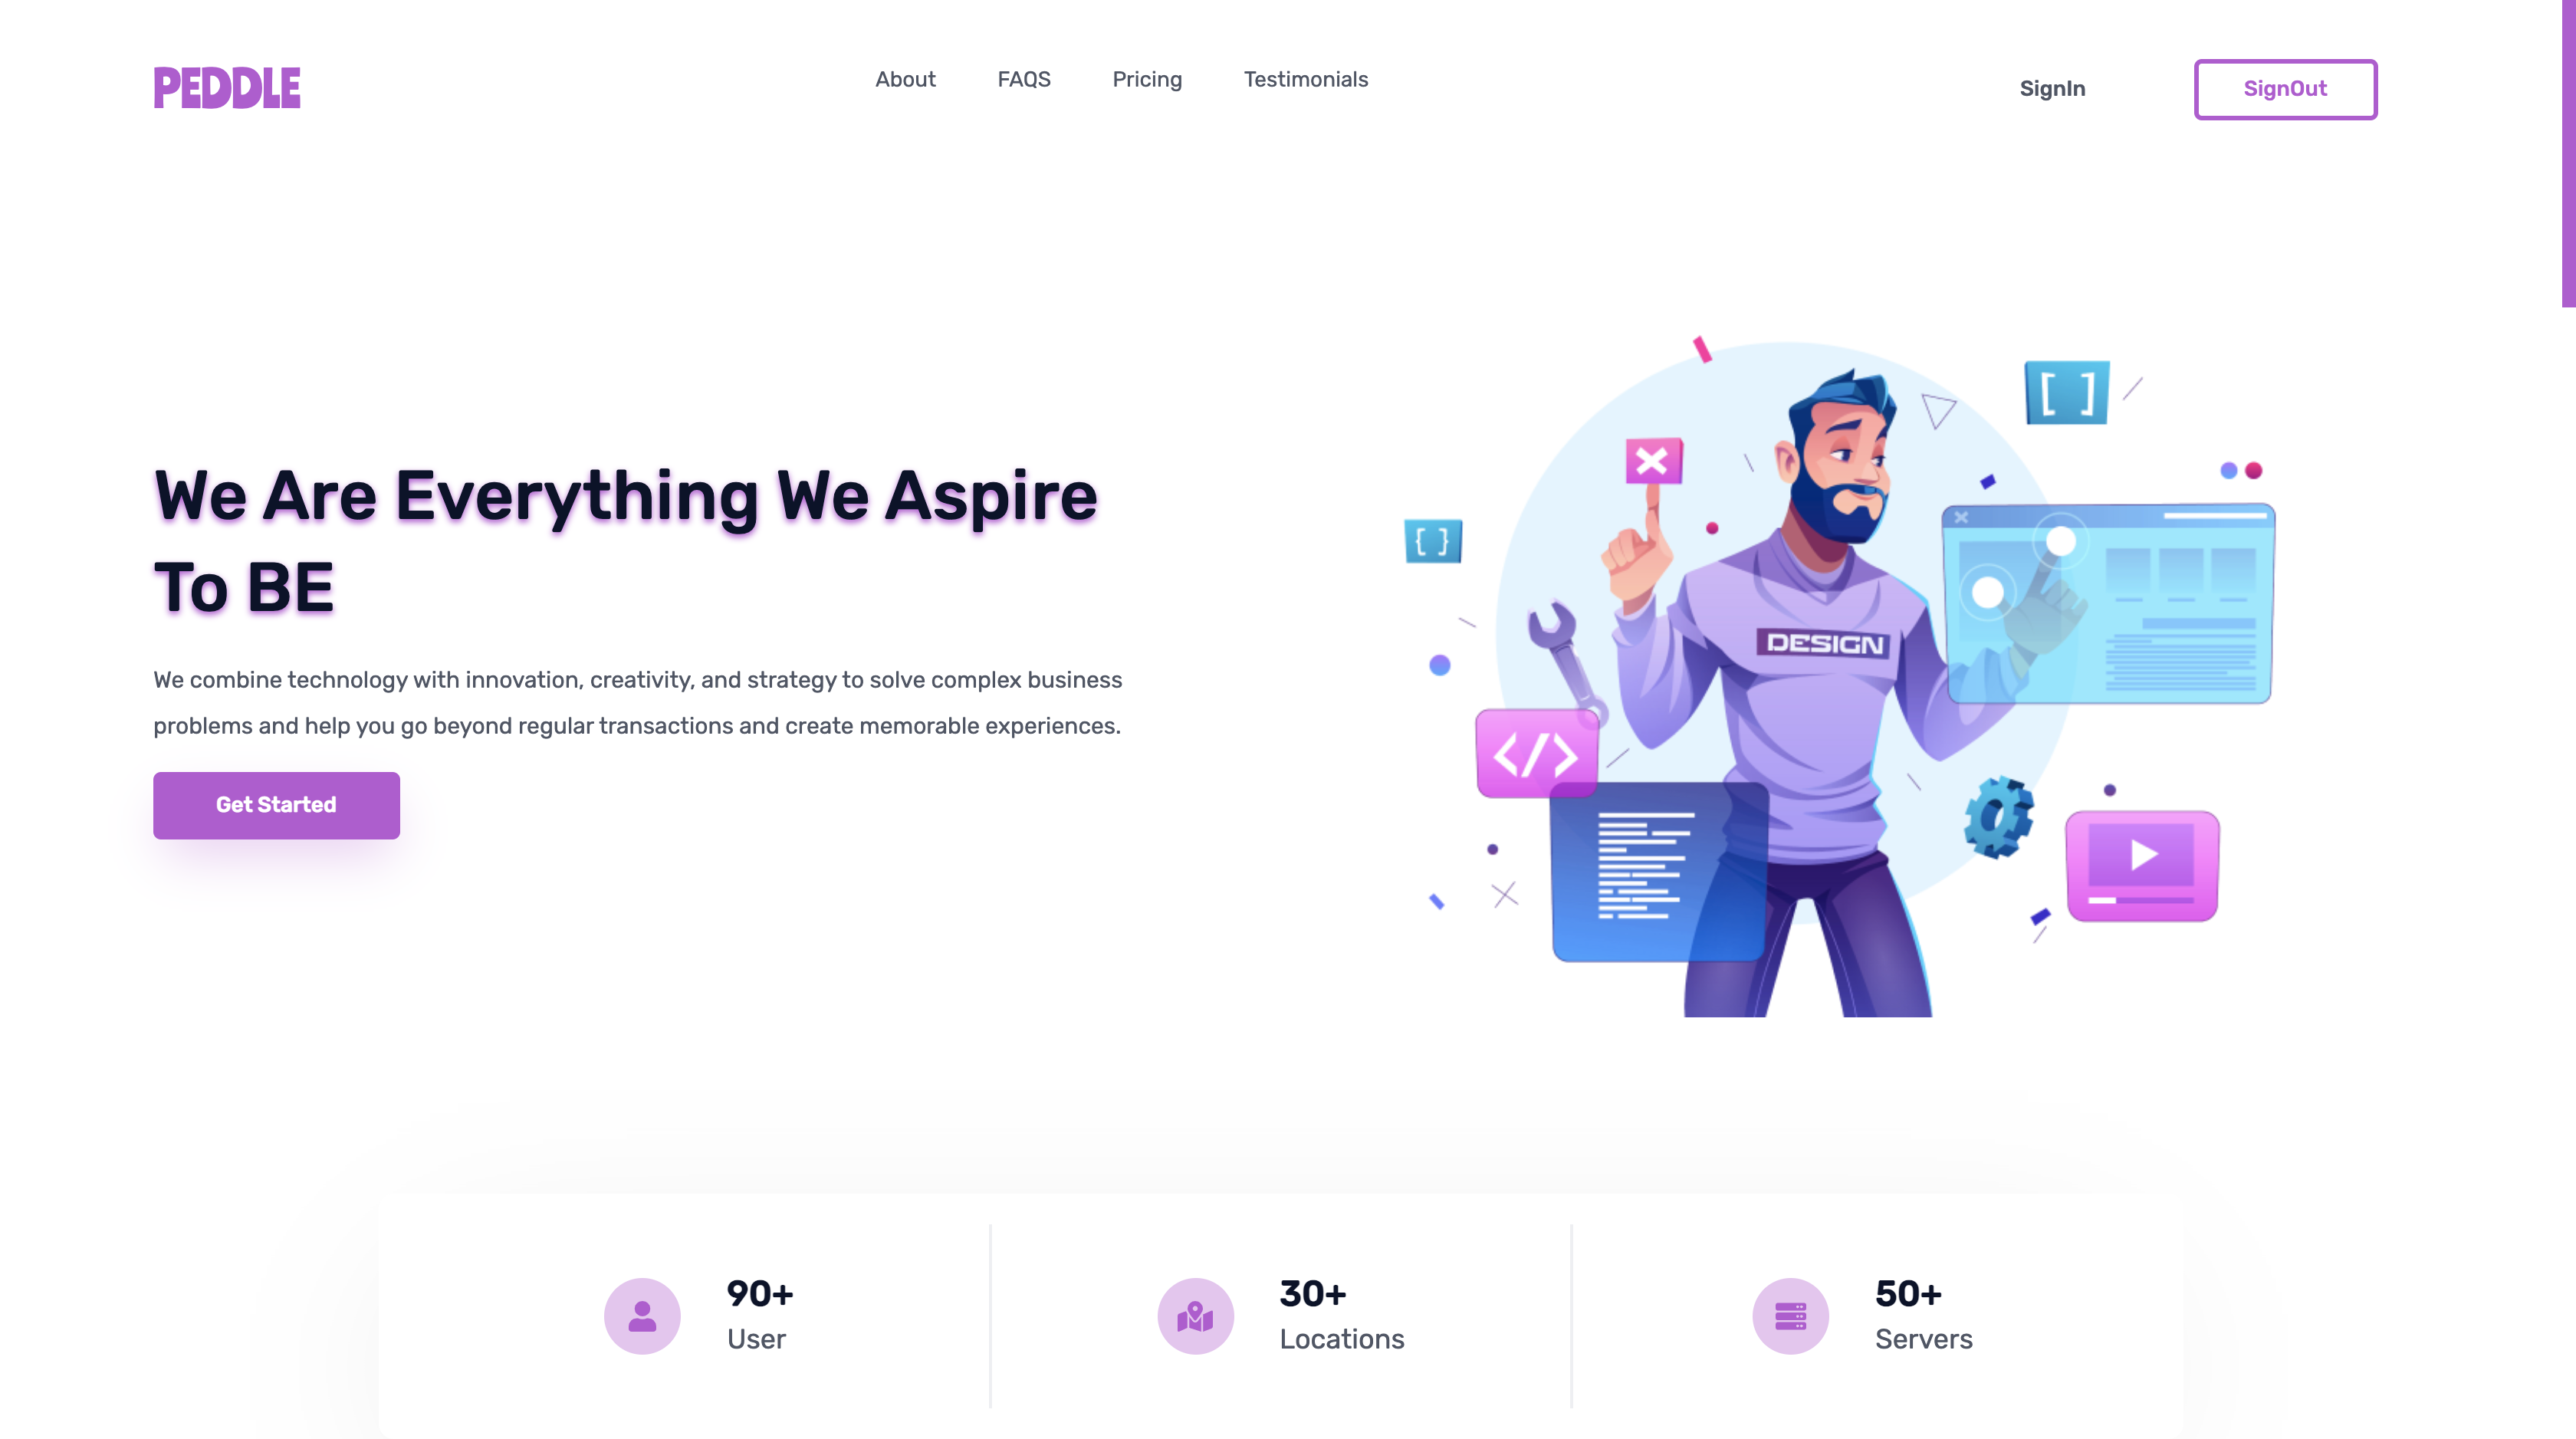 PEDDLE
About FAQS Pricing Testimonials
SignIn
SignOut
We Are Everything We Aspire
To BE
We combine technology with innovation, creativity, and strategy to solve complex business
problems and help you go beyond regular transactions and create memorable experiences.
Get Started
[ ]
{ }
DESIGN
</>
90+
User
30+
Locations
50+
Servers